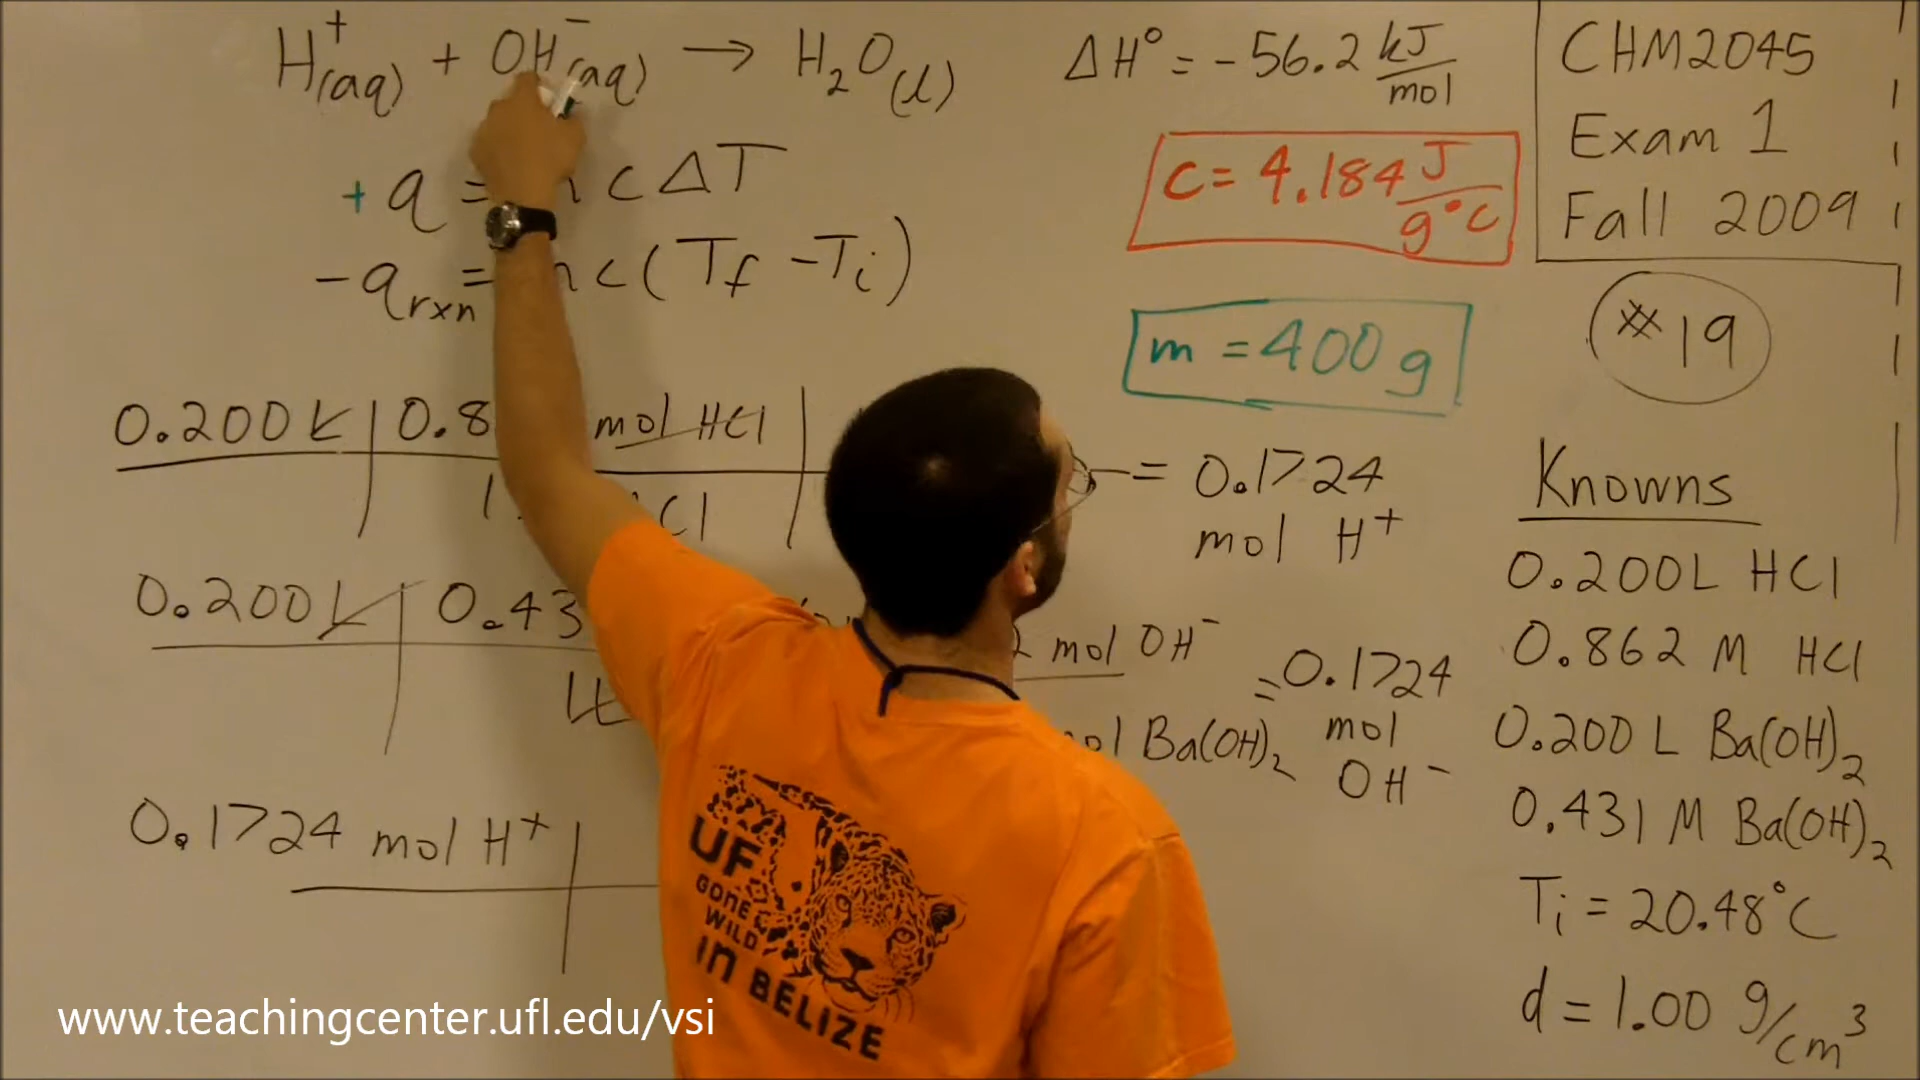 H⁺(aq) + OH⁻(aq) → H₂O(l) ΔH° = -56.2 kJ/mol
+ q = cΔT
-q rxn = c(Tf - Ti)
c = 4.184 J/g°C
m = 400 g
CHM2045
Exam 1
Fall 2009
#19
0.200 L | 0.8 mol HCl | = 0.1724
mol H⁺
0.200 L | 0.43 2 mol OH⁻
1 L Ba(OH)₂
= 0.1724
mol
OH⁻
0.1724 mol H⁺
Knowns
0.200L HCl
0.862 M HCl
0.200 L Ba(OH)₂
0.431 M Ba(OH)₂
Ti = 20.48°C
d = 1.00 g/cm³
UF
GONE
WILD
IN BELIZE
www.teachingcenter.ufl.edu/vsi